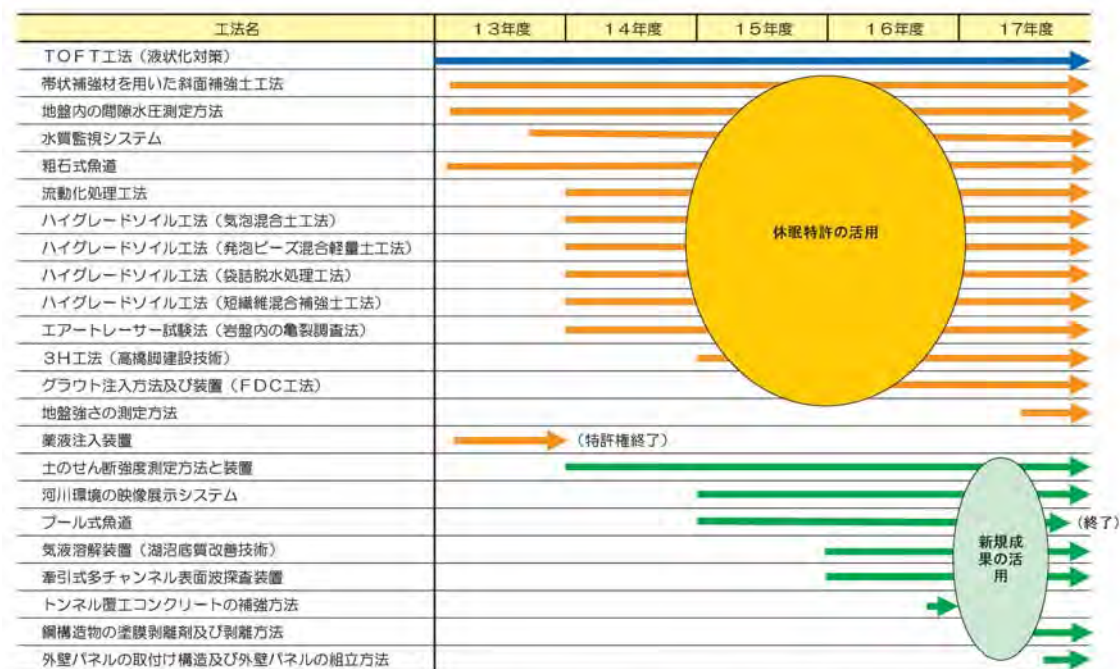 工法名 13年度 14年度 15年度 16年度 17年度
TOFT工法（液状化対策）
帯状補強材を用いた斜面補強土工法
地盤内の間隙水圧測定方法
水質監視システム
粗石式魚道
流動化処理工法
ハイグレードソイル工法（気泡混合土工法）
ハイグレードソイル工法（発泡ビーズ混合軽量土工法）
ハイグレードソイル工法（袋詰脱水処理工法）
ハイグレードソイル工法（短繊維混合補強土工法）
エアートレーサー試験法（岩盤内の亀裂調査法）
3H工法（高橋脚建設技術）
グラウト注入方法及び装置（FDC工法）
地盤強さの測定方法
薬液注入装置 （特許権終了）
土のせん断強度測定方法と装置
河川環境の映像展示システム
プール式魚道 （終了）
気液溶解装置（湖沼底質改善技術）
牽引式多チャンネル表面波探査装置
トンネル覆工コンクリートの補強方法
鋼構造物の塗膜剥離剤及び剥離方法
外壁パネルの取付け構造及び外壁パネルの組立方法
休眠特許の活用
新規成
果の活
用